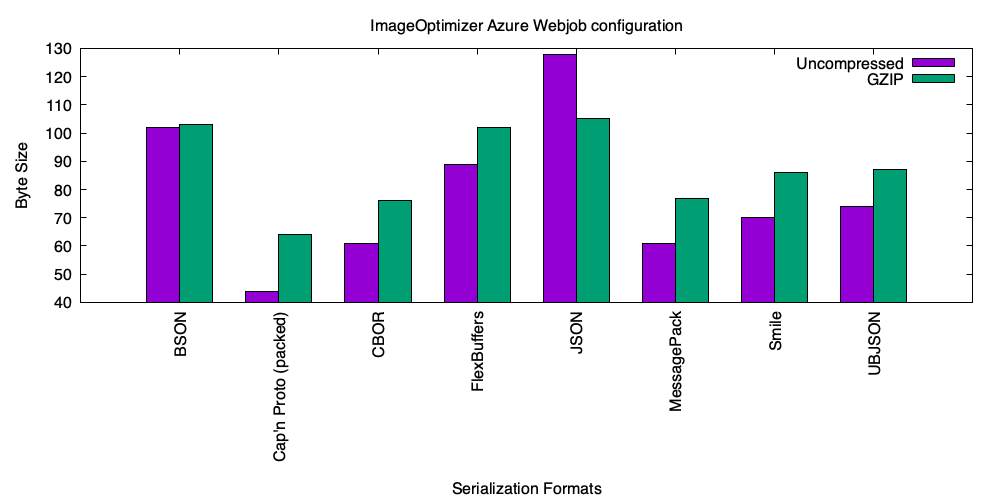 ImageOptimizer Azure Webjob configuration
130
120
110
100
90
80
70
60
50
40
Byte Size
Uncompressed
GZIP
BSON
Cap'n Proto (packed)
CBOR
FlexBuffers
JSON
MessagePack
Smile
UBJSON
Serialization Formats